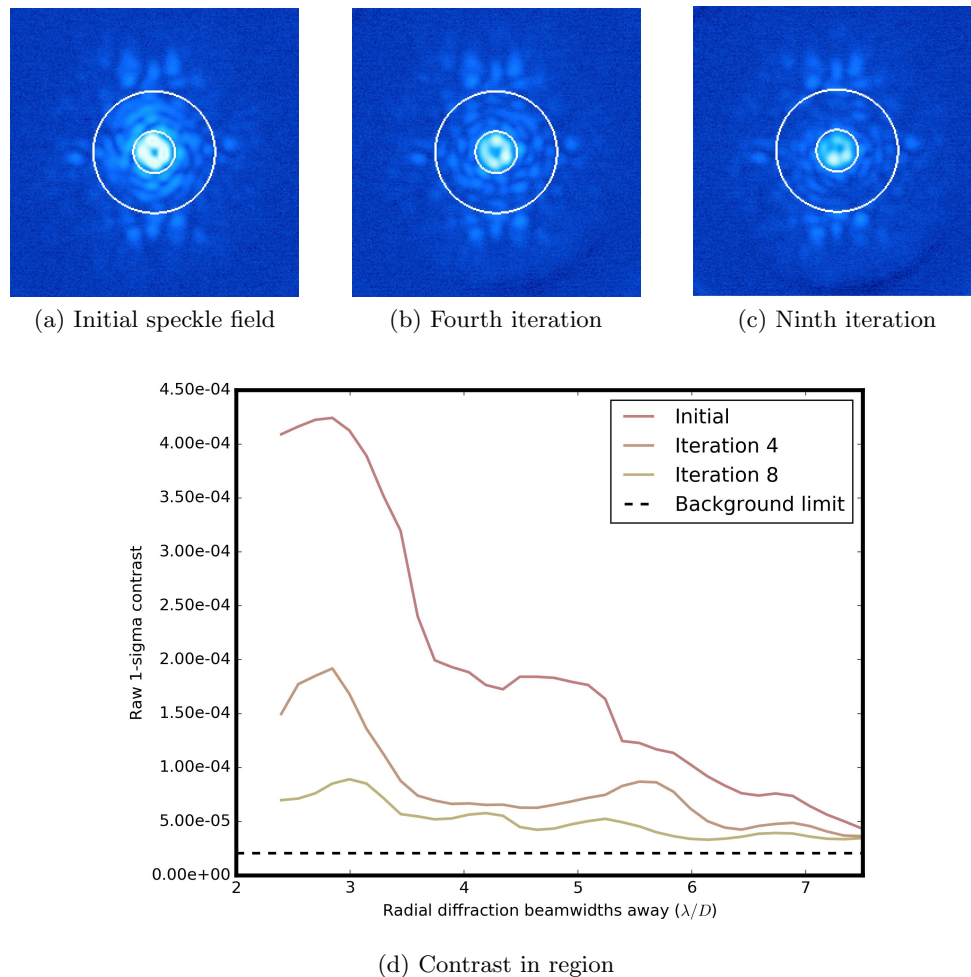 (a) Initial speckle field
(b) Fourth iteration
(c) Ninth iteration
4.50e-04
4.00e-04
3.50e-04
3.00e-04
2.50e-04
2.00e-04
1.50e-04
1.00e-04
5.00e-05
0.00e+00
Raw 1-sigma contrast
Initial
Iteration 4
Iteration 8
Background limit
2 3 4 5 6 7
Radial diffraction beamwidths away (λ/D)
(d) Contrast in region